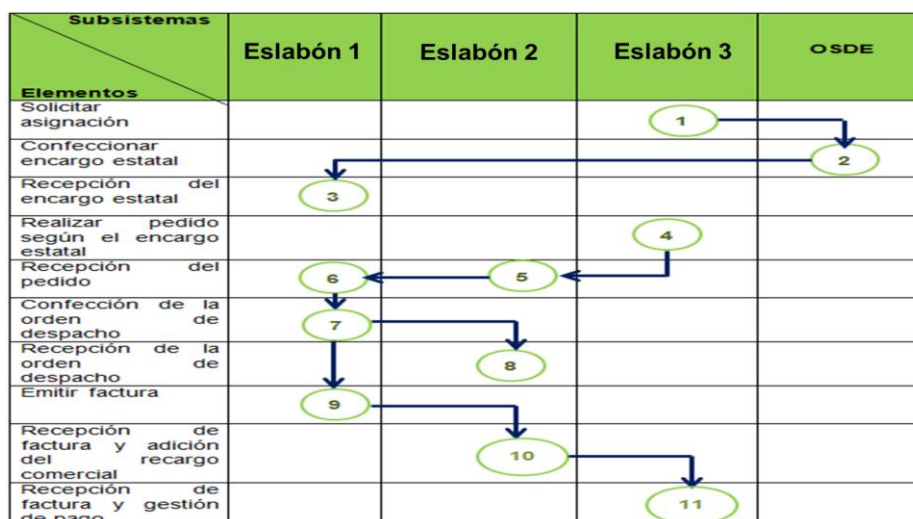 Subsistemas
Elementos
Eslabón 1
Eslabón 2
Eslabón 3
OSDE
Solicitar
asignación
1
Confeccionar
encargo estatal
2
Recepción del
encargo estatal
3
Realizar pedido
según el encargo
estatal
4
Recepción del
pedido
6
5
Confección de la
orden de
despacho
7
Recepción de la
orden de
despacho
8
Emitir factura
9
Recepción de
factura y adición
del recargo
comercial
10
Recepción de
factura y gestión
de pago
11